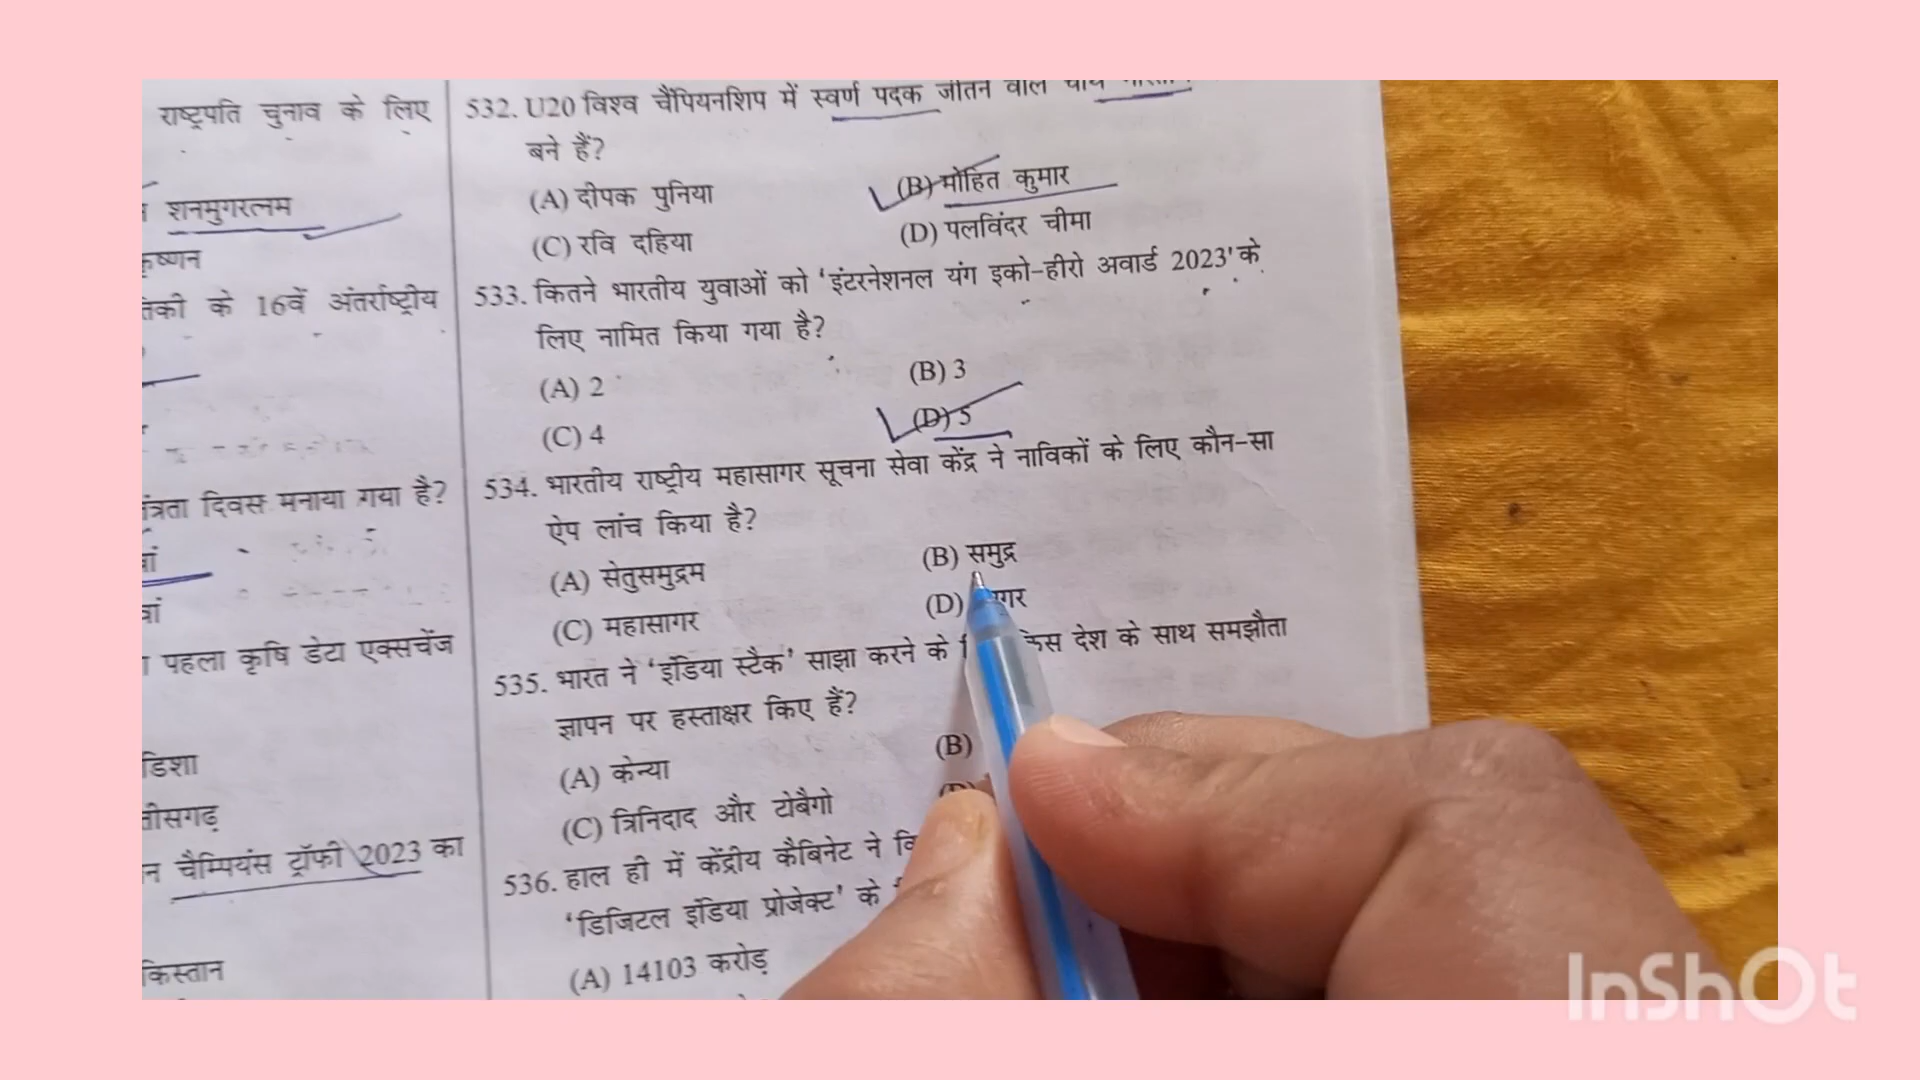 राष्ट्रपति चुनाव के लिए
शनमुगरत्नम
कृष्णन
के 16वें अंतर्राष्ट्रीय
दिवस मनाया गया है?
पहला कृषि डेटा एक्सचेंज
चैम्पियंस ट्रॉफी 2023 का
532. U20 विश्व चैंपियनशिप में स्वर्ण पदक जीतने वाले
बने हैं?
(A) दीपक पुनिया (B) मोहित कुमार
(C) रवि दहिया (D) पलविंदर चीमा
533. कितने भारतीय युवाओं को ‘इंटरनेशनल यंग इको-हीरो अवार्ड 2023’ के
लिए नामित किया गया है?
(A) 2 (B) 3
(C) 4 (D) 5
534. भारतीय राष्ट्रीय महासागर सूचना सेवा केंद्र ने नाविकों के लिए कौन-सा
ऐप लांच किया है?
(A) सेतुसमुद्रम (B) समुद्र
(C) महासागर (D)
535. भारत ने ‘इंडिया स्टैक’ साझा करने के देश के साथ समझौता
ज्ञापन पर हस्ताक्षर किए हैं?
(A) केन्या (B)
(C) त्रिनिदाद और टोबैगो
536. हाल ही में केंद्रीय कैबिनेट ने
‘डिजिटल इंडिया प्रोजेक्ट’ के
(A) 14103 करोड़
InShOt